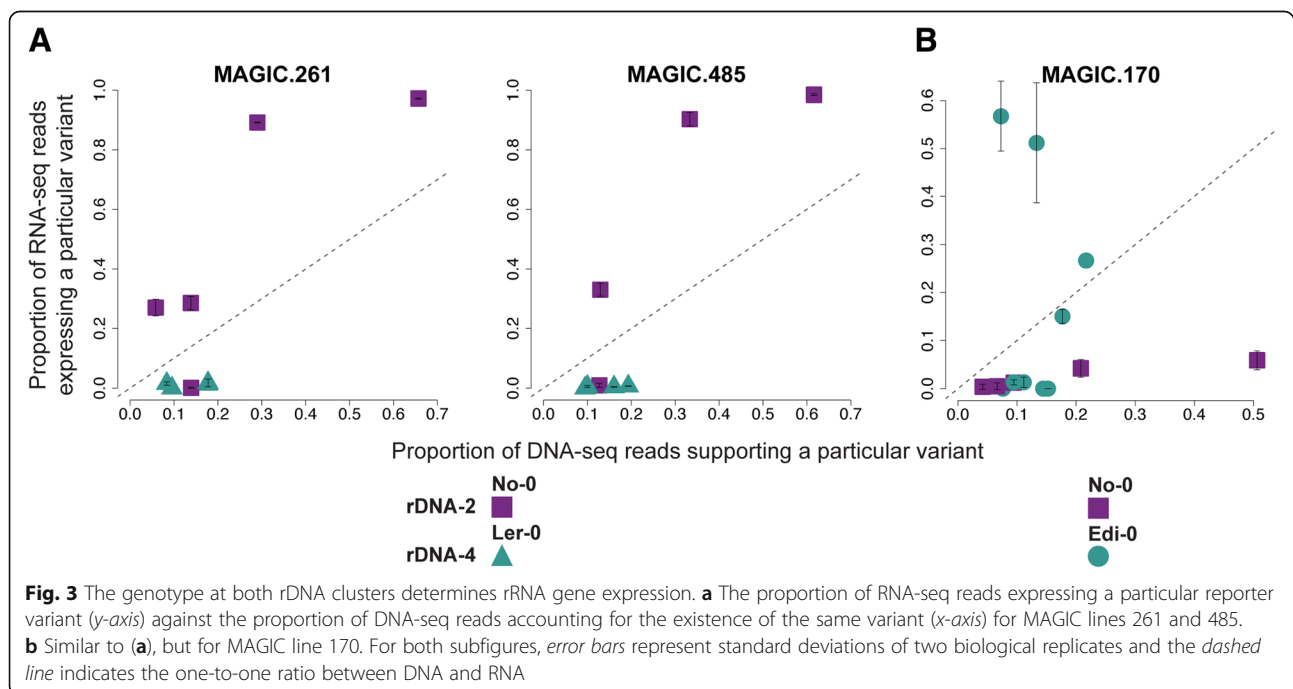 A
B
MAGIC.261
MAGIC.485
MAGIC.170
Proportion of RNA-seq reads
expressing a particular variant
0.0 0.2 0.4 0.6 0.8 1.0
0.0 0.1 0.2 0.3 0.4 0.5 0.6 0.7
0.0 0.2 0.4 0.6 0.8 1.0
0.0 0.1 0.2 0.3 0.4 0.5 0.6 0.7
0.0 0.1 0.2 0.3 0.4 0.5 0.6
0.0 0.1 0.2 0.3 0.4 0.5
Proportion of DNA-seq reads supporting a particular variant
No-0
rDNA-2
Ler-0
rDNA-4
No-0
Edi-0
Fig. 3 The genotype at both rDNA clusters determines rRNA gene expression. a The proportion of RNA-seq reads expressing a particular reporter
variant (y-axis) against the proportion of DNA-seq reads accounting for the existence of the same variant (x-axis) for MAGIC lines 261 and 485.
b Similar to (a), but for MAGIC line 170. For both subfigures, error bars represent standard deviations of two biological replicates and the dashed
line indicates the one-to-one ratio between DNA and RNA